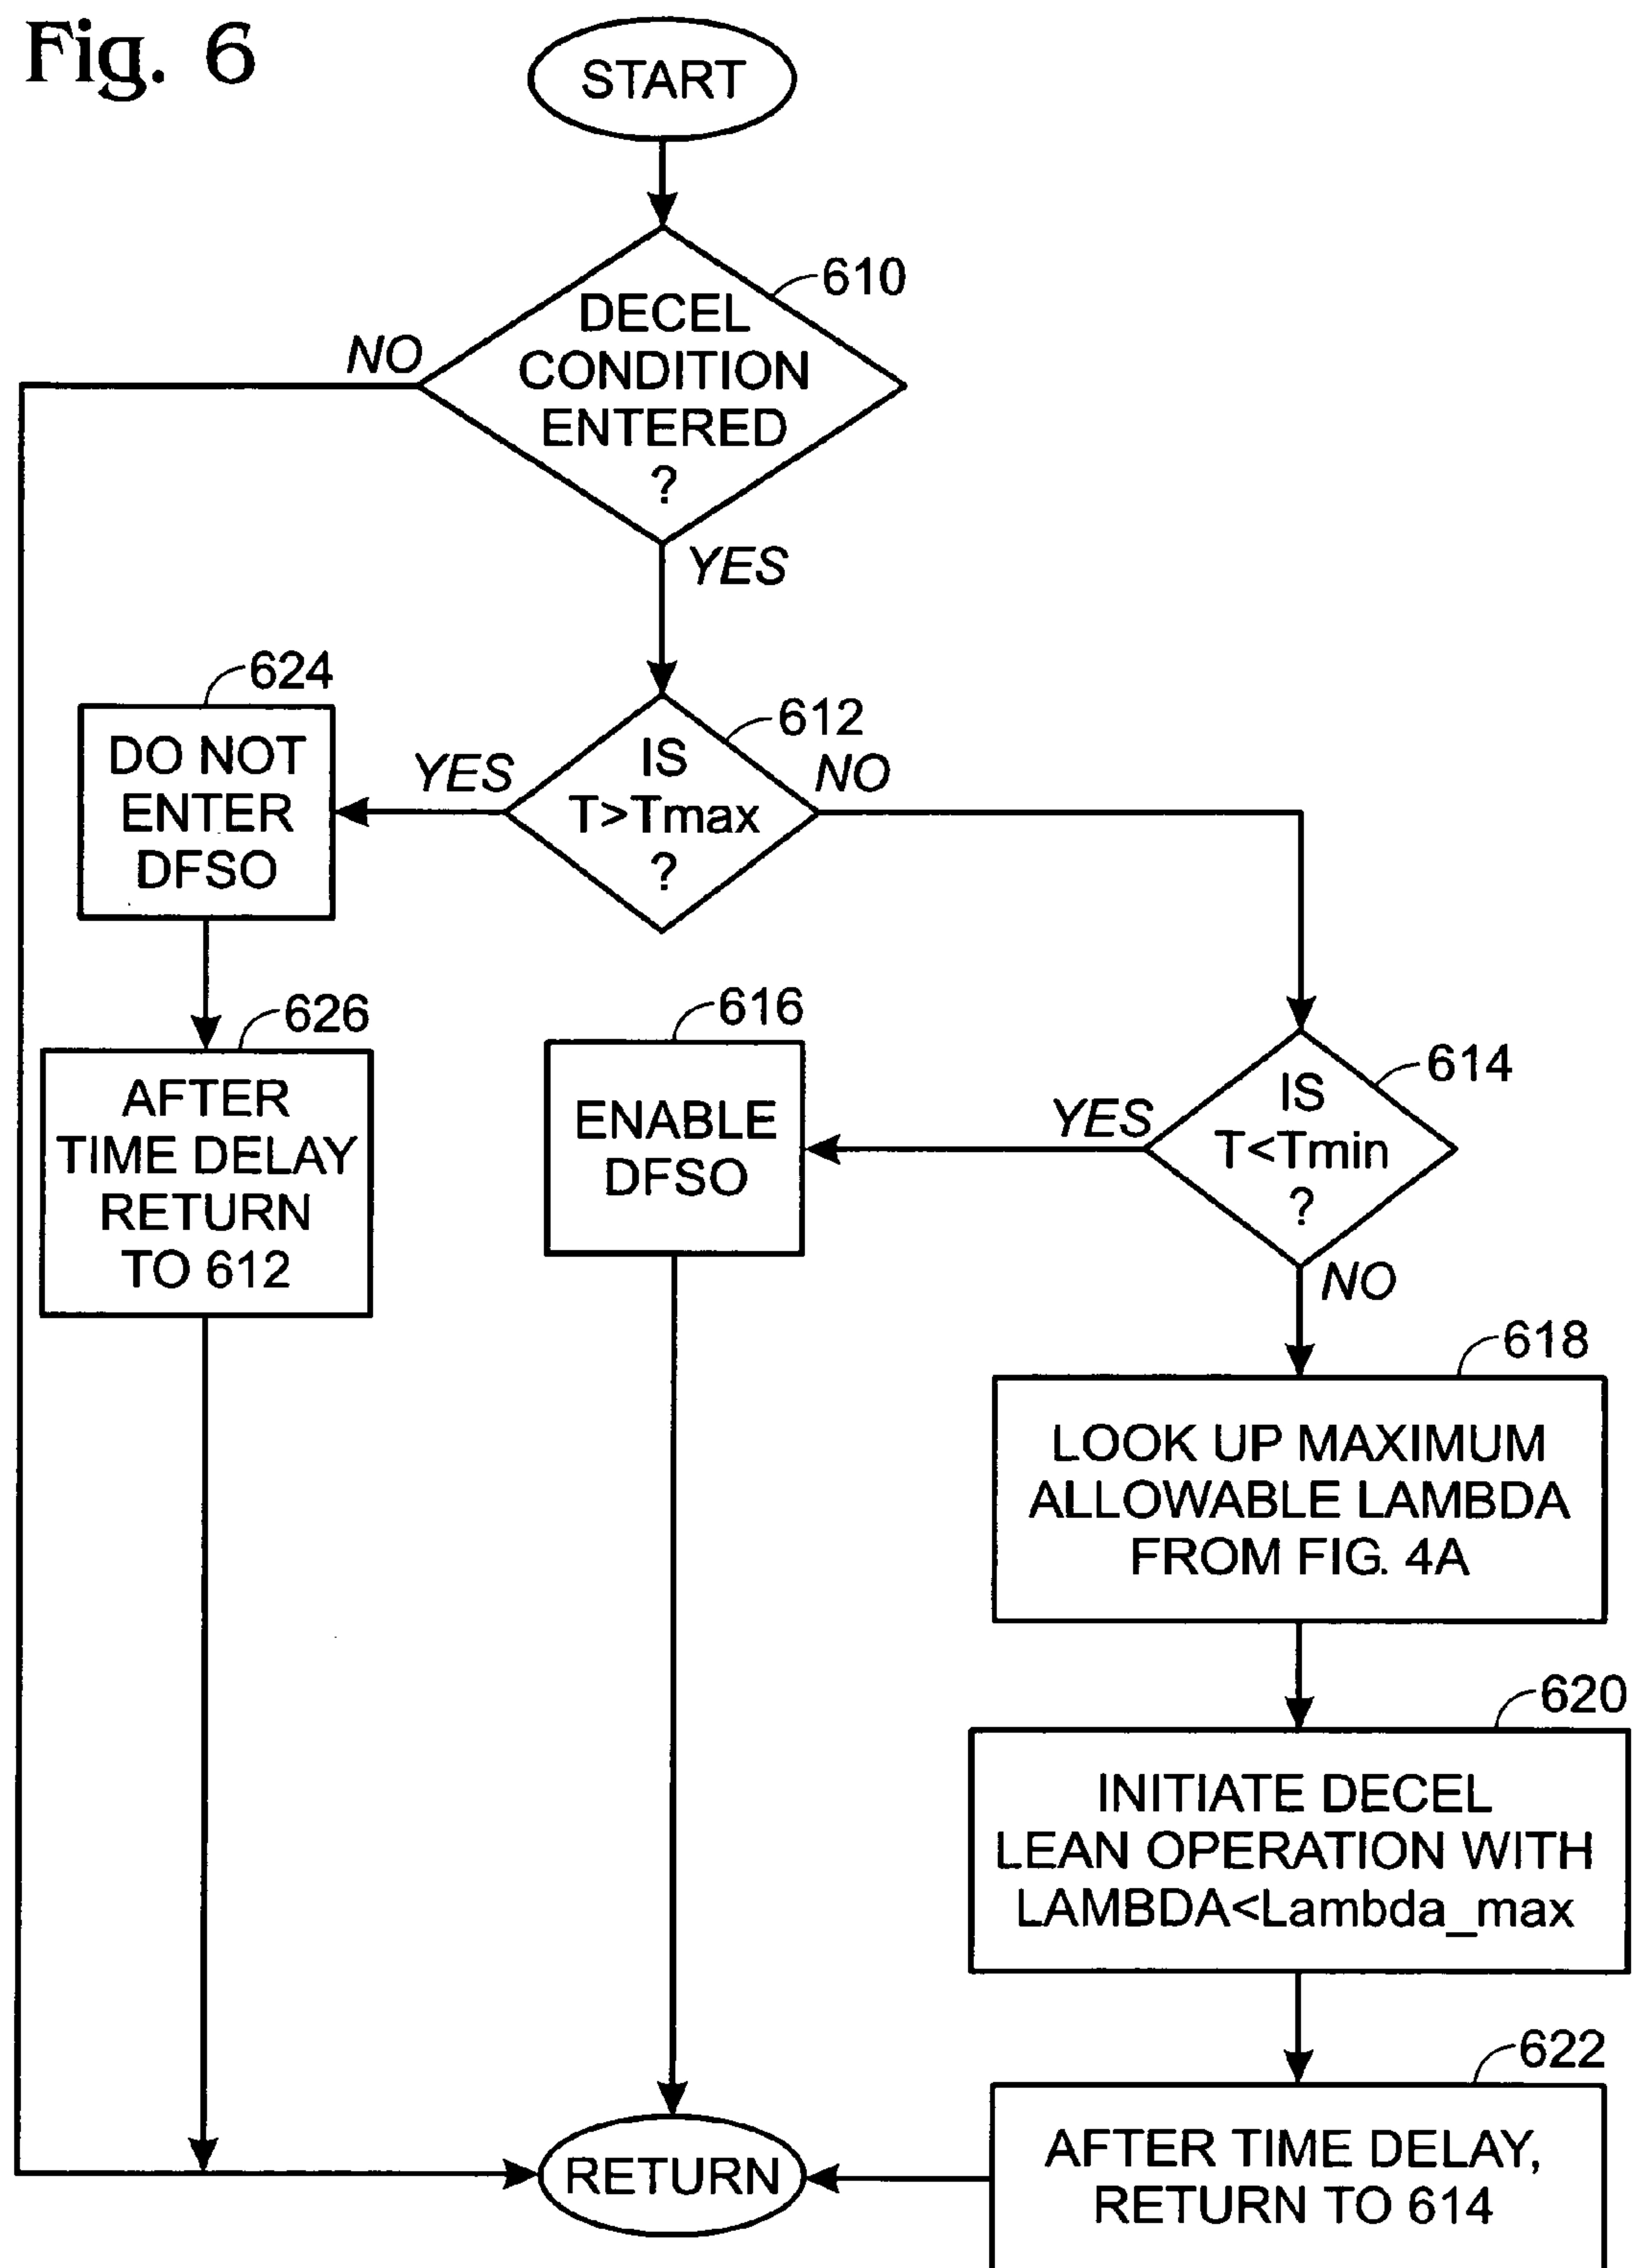 Fig. 6
START
610
DECEL
CONDITION
ENTERED
?
NO
YES
624
DO NOT
ENTER
DFSO
612
IS
T>Tmax
?
YES
NO
626
AFTER
TIME DELAY
RETURN
TO 612
616
ENABLE
DFSO
614
IS
T<Tmin
?
YES
NO
618
LOOK UP MAXIMUM
ALLOWABLE LAMBDA
FROM FIG. 4A
620
INITIATE DECEL
LEAN OPERATION WITH
LAMBDA<Lambda_max
622
AFTER TIME DELAY,
RETURN TO 614
RETURN